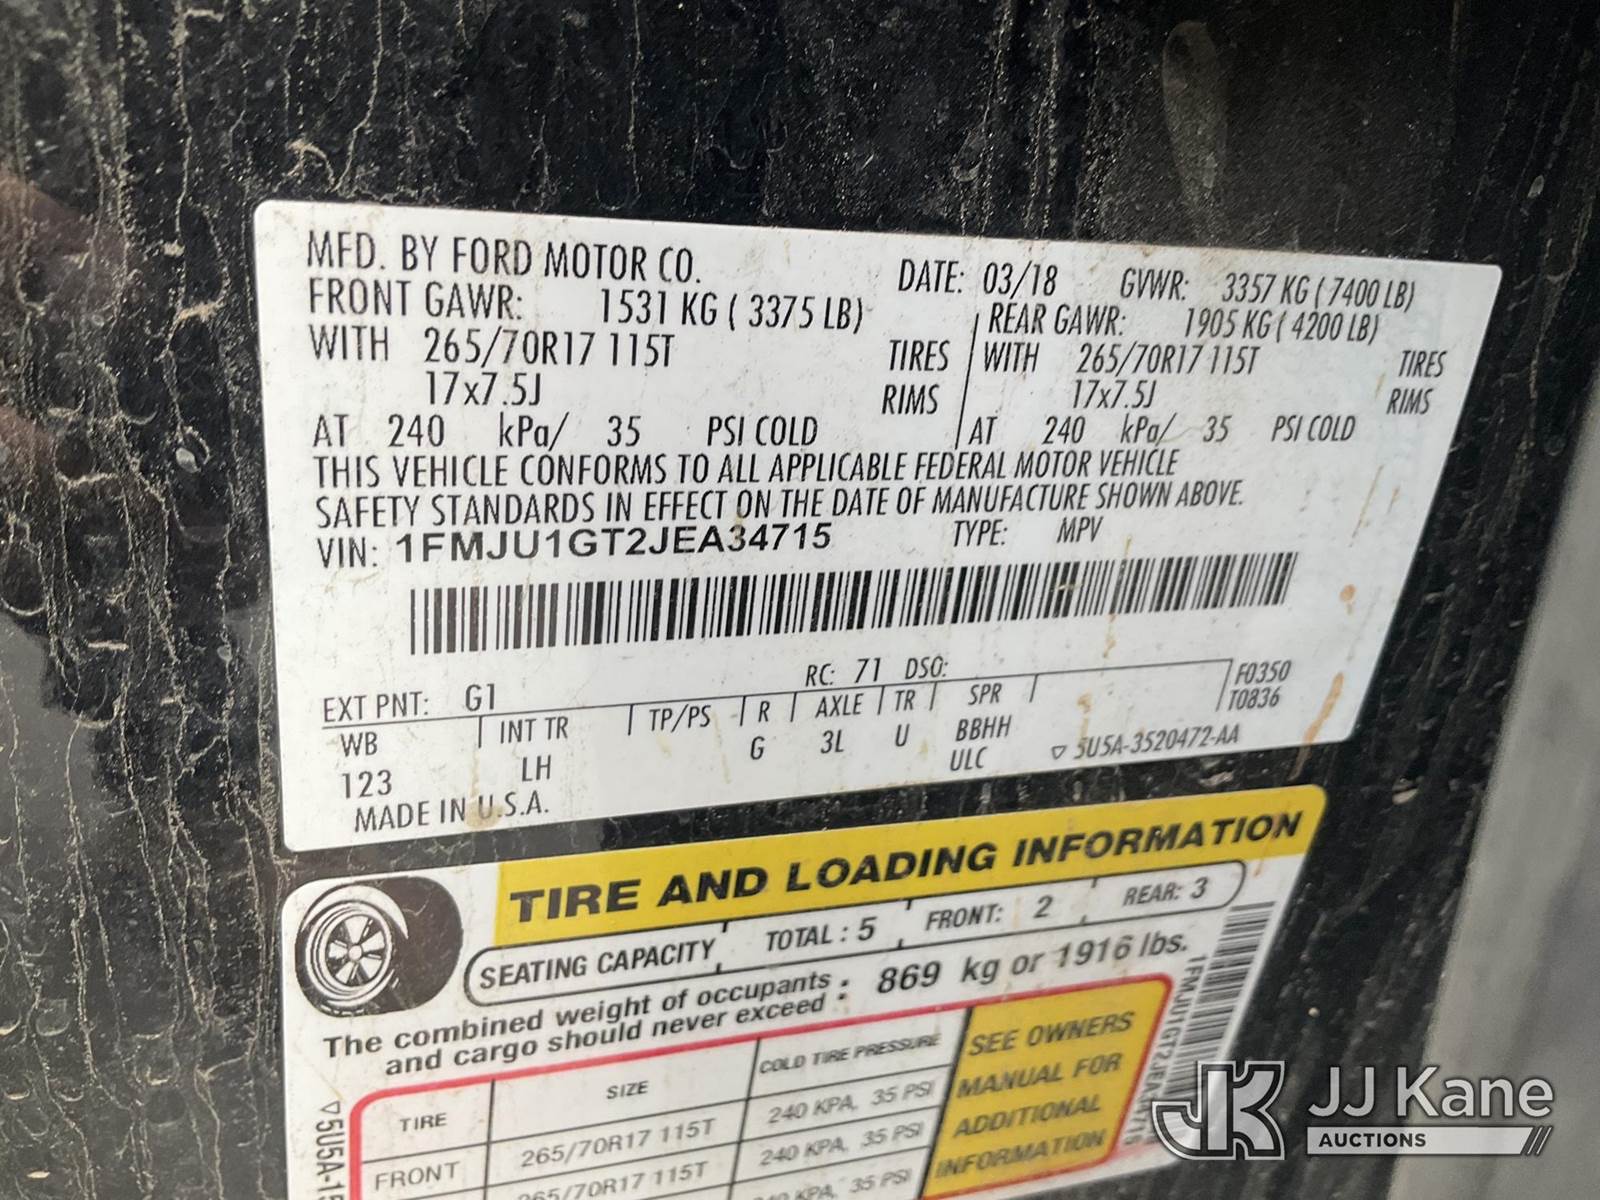 MFD. BY FORD MOTOR CO. DATE: 03/18 GVWR: 3357 KG ( 7400 LB)
FRONT GAWR: 1531 KG ( 3375 LB) REAR GAWR: 1905 KG ( 4200 LB)
WITH 265/70R17 115T TIRES WITH 265/70R17 115T TIRES
17x7.5J RIMS 17x7.5J RIMS
AT 240 kPa/ 35 PSI COLD AT 240 kPa/ 35 PSI COLD
THIS VEHICLE CONFORMS TO ALL APPLICABLE FEDERAL MOTOR VEHICLE
SAFETY STANDARDS IN EFFECT ON THE DATE OF MANUFACTURE SHOWN ABOVE.
VIN: 1FMJU1GT2JEA34715 TYPE: MPV
EXT PNT: G1 RC: 71 DSO: F0350
WB INT TR TP/PS R AXLE TR SPR T0836
123 LH G 3L U BBHH
MADE IN U.S.A. ULC ▽ 5U5A-3520472-AA
TIRE AND LOADING INFORMATION
SEATING CAPACITY TOTAL : 5 FRONT: 2 REAR: 3
The combined weight of occupants
and cargo should never exceed : 869 kg or 1916 lbs.
TIRE SIZE COLD TIRE PRESSURE
FRONT 265/70R17 115T 240 KPA, 35 PSI
265/70R17 115T 240 KPA, 35 PSI
KPA, 35 PSI
SEE OWNERS
MANUAL FOR
ADDITIONAL
INFORMATION
1FMJU1GT2JEA34715
▽5U5A-15
JK JJ Kane
AUCTIONS